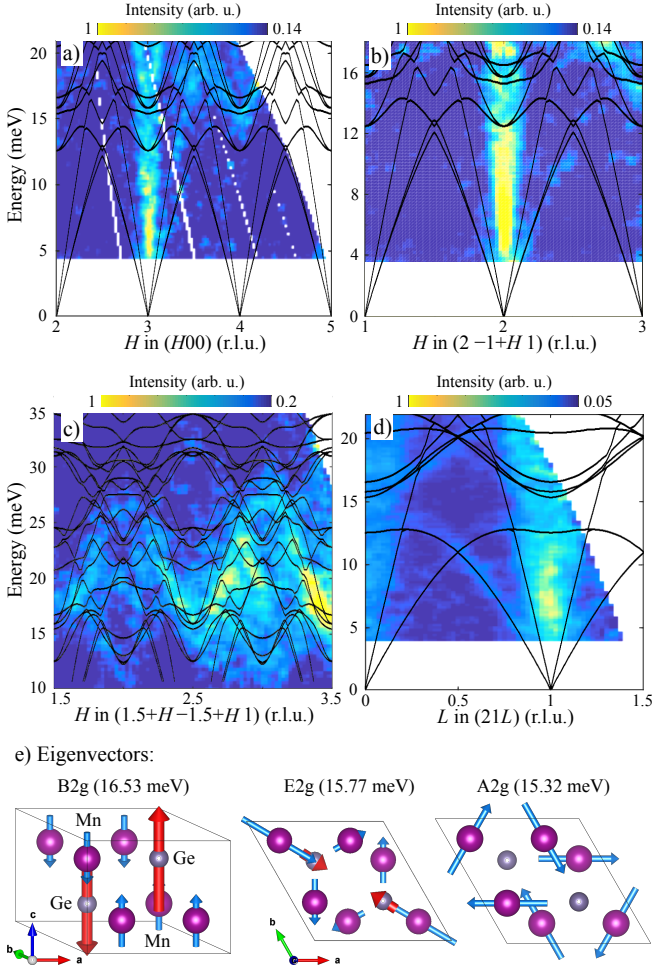 Intensity (arb. u.)
1 0.14
a)
Energy (meV)
20
15
10
5
0
2 3 4 5
H in (H00) (r.l.u.)
Intensity (arb. u.)
1 0.14
b)
16
12
8
4
0
1 2 3
H in (2 −1+H 1) (r.l.u.)
Intensity (arb. u.)
1 0.2
c)
Energy (meV)
35
30
25
20
15
10
1.5 2.5 3.5
H in (1.5+H −1.5+H 1) (r.l.u.)
Intensity (arb. u.)
1 0.05
d)
20
15
10
5
0
0 0.5 1.0 1.5
L in (21L) (r.l.u.)
e) Eigenvectors:
B2g (16.53 meV) E2g (15.77 meV) A2g (15.32 meV)
Mn
Ge
Ge
Mn
c
b
a
b
a